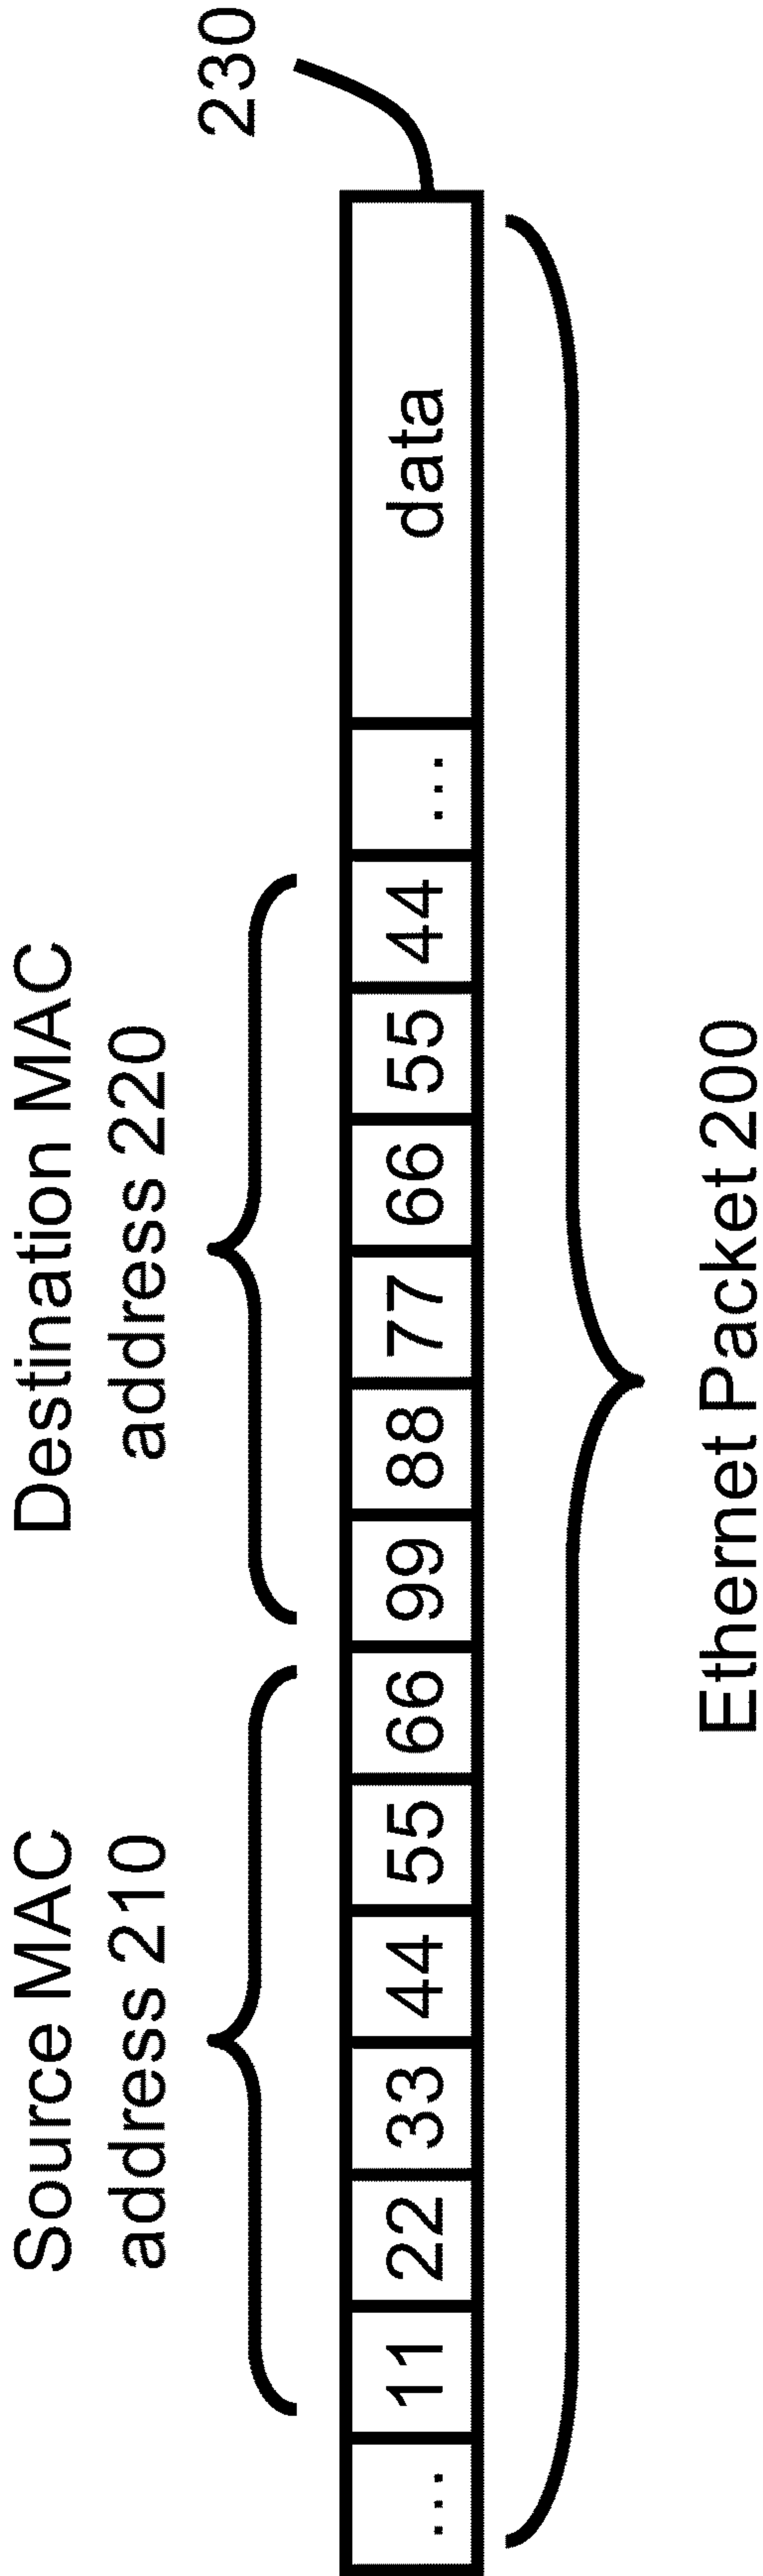 Source MAC
address 210
Destination MAC
address 220
230
... 11 22 33 44 55 66 99 88 77 66 55 44 ... data
Ethernet Packet 200